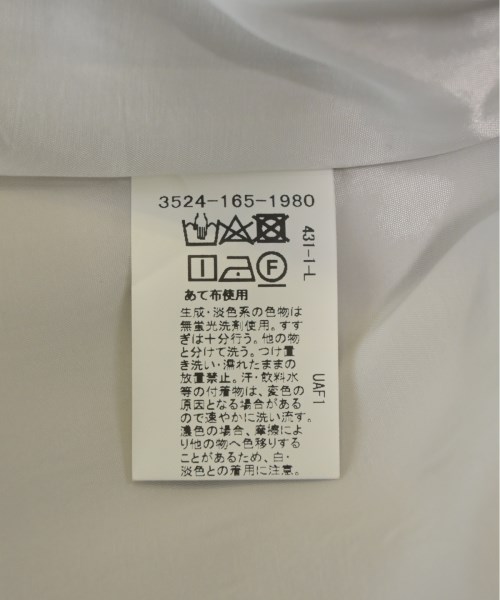 3524-165-1980
F
あて布使用
生成・淡色系の色物は
無蛍光洗剤使用。すす
ぎは十分行う。他の物
と分けて洗う。つけ置
き洗い・濡れたままの
放置禁止。汗・飲料水
等の付着物は、変色の
原因となる場合がある
ので速やかに洗い流す。
濃色の場合、摩擦によ
り他の物へ色移りする
ことがあるため、白・
淡色との着用に注意。
431-1-L
UAF1